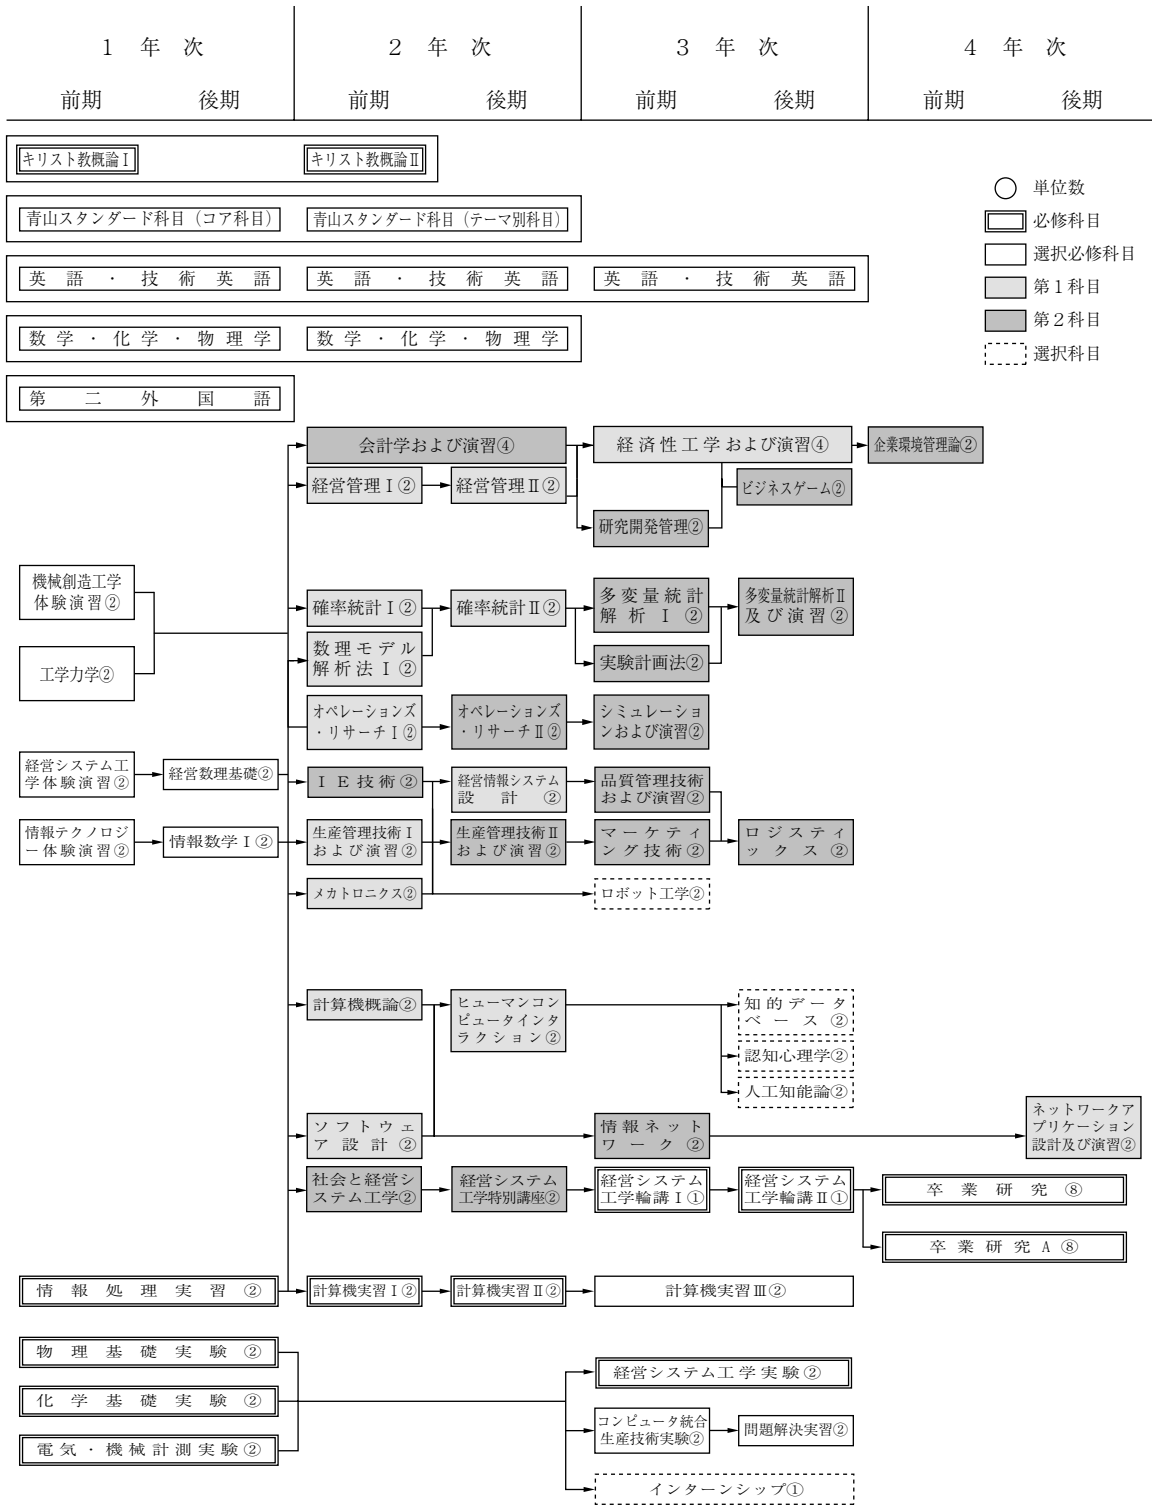 1 年 次
2 年 次
3 年 次
4 年 次
前期
後期
前期
後期
前期
後期
前期
後期
キリスト教概論Ⅰ
キリスト教概論Ⅱ
青山スタンダード科目（コア科目）
青山スタンダード科目（テーマ別科目）
英語・技術英語
英語・技術英語
英語・技術英語
数学・化学・物理学
数学・化学・物理学
第二外国語
単位数
必修科目
選択必修科目
第1科目
第2科目
選択科目
会計学および演習④
経済性工学および演習④
企業環境管理論②
経営管理Ⅰ②
経営管理Ⅱ②
ビジネスゲーム②
研究開発管理②
機械創造工学
体験演習②
工学力学②
確率統計Ⅰ②
確率統計Ⅱ②
多変量統計
解析Ⅰ②
多変量統計解析Ⅱ
及び演習②
数理モデル
解析法Ⅰ②
実験計画法②
オペレーションズ
・リサーチⅠ②
オペレーションズ
・リサーチⅡ②
シミュレーショ
ンおよび演習②
経営システム工
学体験演習②
経営数理基礎②
ＩＥ技術②
経営情報システム
設計②
品質管理技術
および演習②
情報テクノロジ
ー体験演習②
情報数学Ⅰ②
生産管理技術Ⅰ
および演習②
生産管理技術Ⅱ
および演習②
マーケティ
ング技術②
ロジスティ
ックス②
メカトロニクス②
ロボット工学②
計算機概論②
ヒューマンコン
ピュータインタ
ラクション②
知的データ
ベース②
認知心理学②
人工知能論②
ソフトウェ
ア設計②
情報ネット
ワーク②
ネットワークア
プリケーション
設計及び演習②
社会と経営シ
ステム工学②
経営システム
工学特別講座②
経営システム
工学輪講Ⅰ①
経営システム
工学輪講Ⅱ①
卒業研究⑧
卒業研究Ａ⑧
情報処理実習②
計算機実習Ⅰ②
計算機実習Ⅱ②
計算機実習Ⅲ②
物理基礎実験②
化学基礎実験②
電気・機械計測実験②
経営システム工学実験②
コンピュータ統合
生産技術実験②
問題解決実習②
インターンシップ①